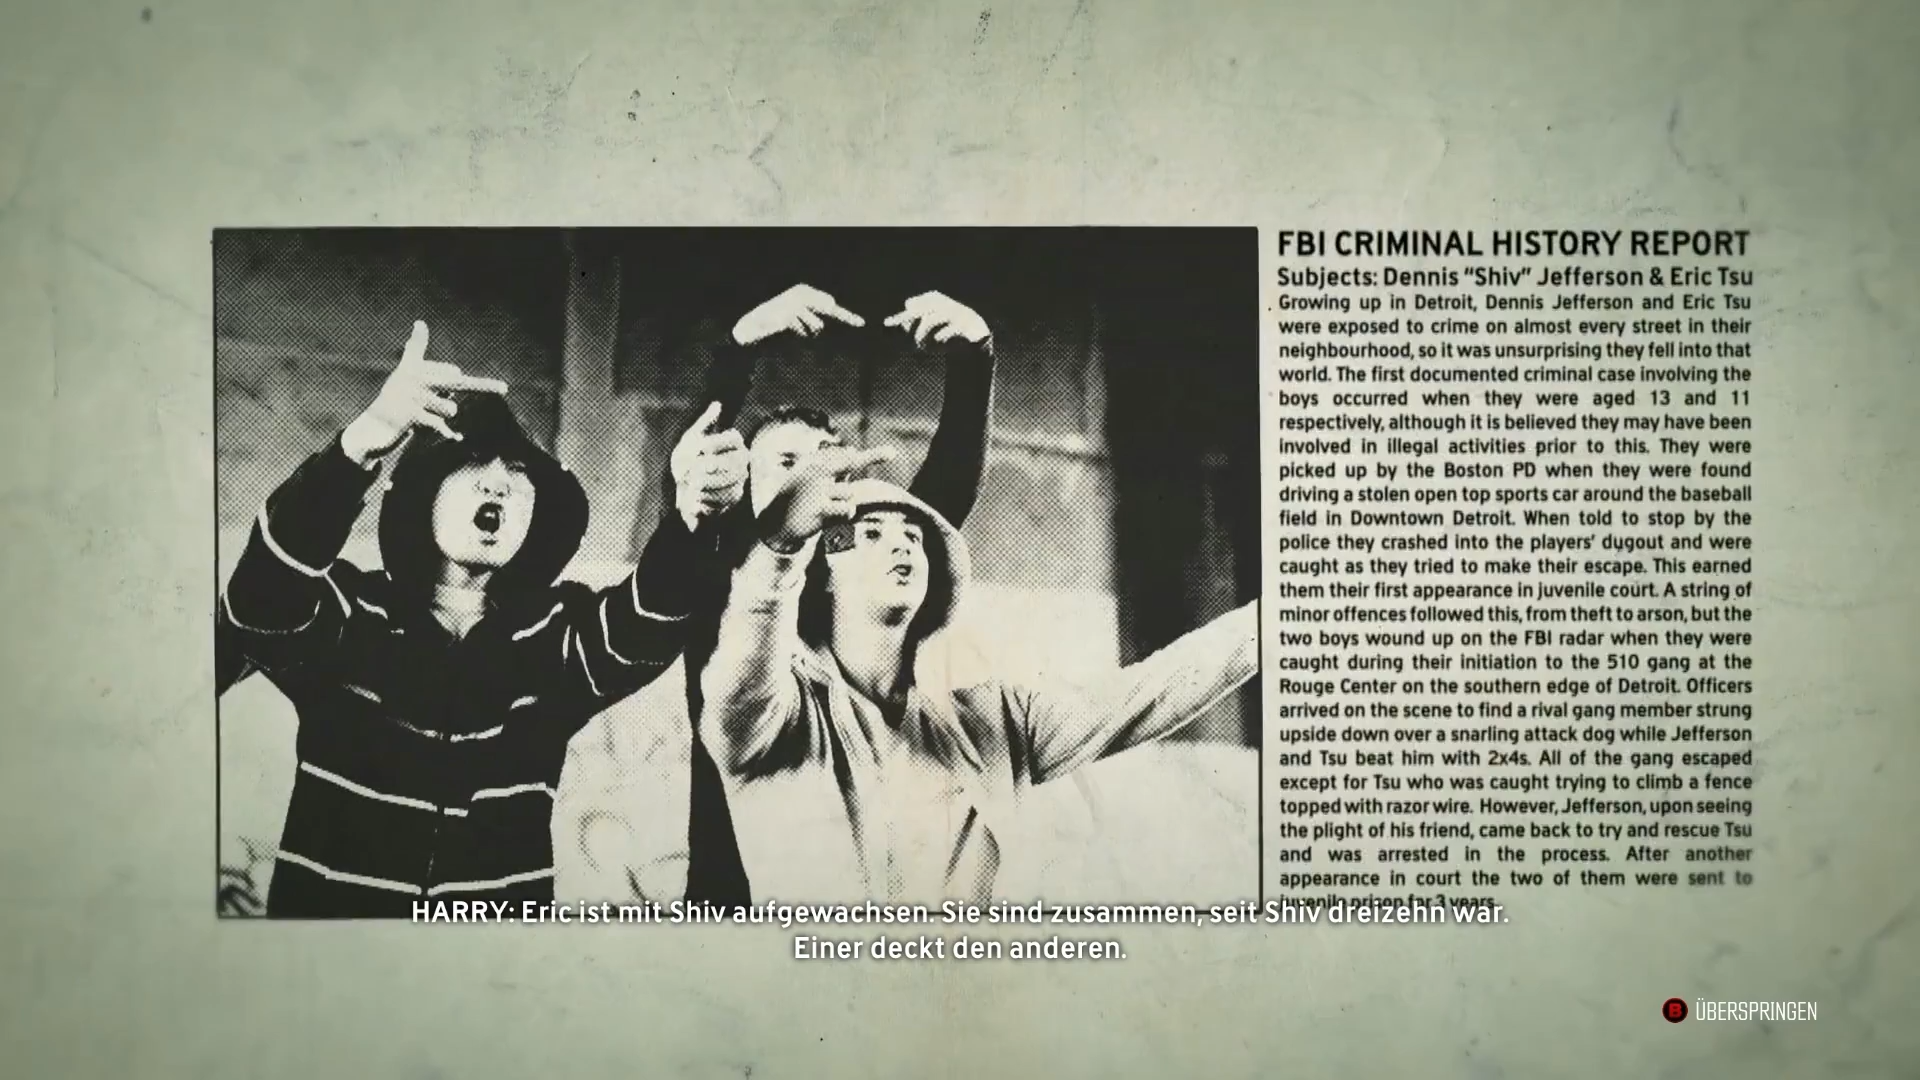 FBI CRIMINAL HISTORY REPORT
Subjects: Dennis "Shiv" Jefferson & Eric Tsu
Growing up in Detroit, Dennis Jefferson and Eric Tsu
were exposed to crime on almost every street in their
neighbourhood, so it was unsurprising they fell into that
world. The first documented criminal case involving the
boys occurred when they were aged 13 and 11
respectively, although it is believed they may have been
involved in illegal activities prior to this. They were
picked up by the Boston PD when they were found
driving a stolen open top sports car around the baseball
field in Downtown Detroit. When told to stop by the
police they crashed into the players' dugout and were
caught as they tried to make their escape. This earned
them their first appearance in juvenile court. A string of
minor offences followed this, from theft to arson, but the
two boys wound up on the FBI radar when they were
caught during their initiation to the 510 gang at the
Rouge Center on the southern edge of Detroit. Officers
arrived on the scene to find a rival gang member strung
upside down over a snarling attack dog while Jefferson
and Tsu beat him with 2x4s. All of the gang escaped
except for Tsu who was caught trying to climb a fence
topped with razor wire. However, Jefferson, upon seeing
the plight of his friend, came back to try and rescue Tsu
and was arrested in the process. After another
appearance in court the two of them were sent to
juvenile prison for 3 years.
HARRY: Eric ist mit Shiv aufgewachsen. Sie sind zusammen, seit Shiv dreizehn war.
Einer deckt den anderen.
B ÜBERSPRINGEN